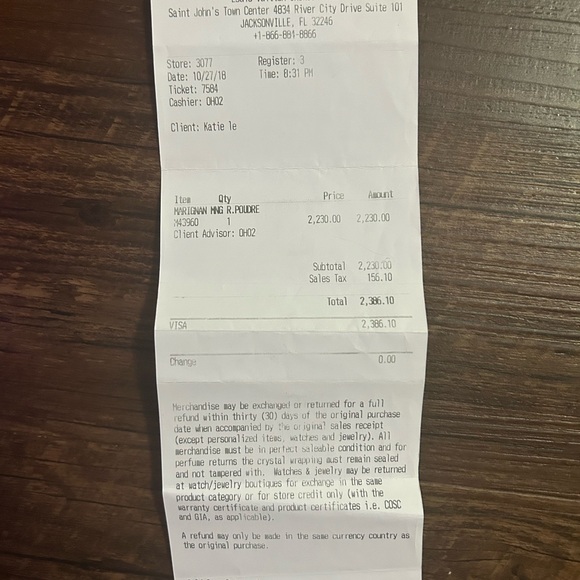 Saint John's Town Center 4834 River City Drive Suite 101
JACKSONVILLE, FL 32246
+1-866-881-8866
Store: 3077 Register: 3
Date: 10/27/18 Time: 8:31 PM
Ticket: 7584
Cashier: OH02
Client: Katie le
Item Qty Price Amount
MARIGNAN MNG R.POUDRE
M43960 1 2,230.00 2,230.00
Client Advisor: OH02
Subtotal 2,230.00
Sales Tax 156.10
Total 2,386.10
VISA 2,386.10
Change 0.00
Merchandise may be exchanged or returned for a full
refund within thirty (30) days of the original purchase
date when accompanied by the original sales receipt
(except personalized items, watches and jewelry). All
merchandise must be in perfect saleable condition and for
perfume returns the crystal wrapping must remain sealed
and not tampered with. Watches & jewelry may be returned
at watch/jewelry boutiques for exchange in the same
product category or for store credit only (with the
warranty certificate and product certificates i.e. COSC
and GIA, as applicable).
A refund may only be made in the same currency country as
the original purchase.